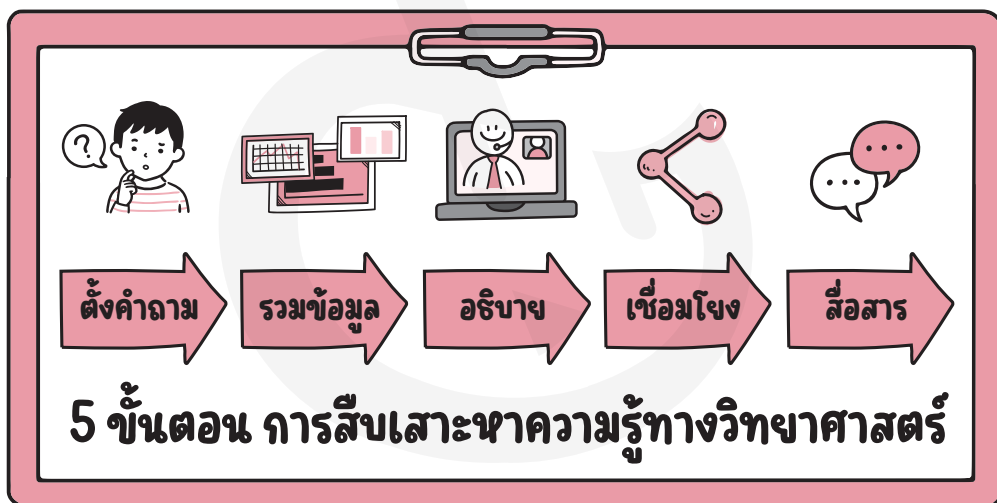 ?
ตั้งคำถาม
รวมข้อมูล
อธิบาย
เชื่อมโยง
สื่อสาร
5 ขั้นตอน การสืบเสาะหาความรู้ทางวิทยาศาสตร์